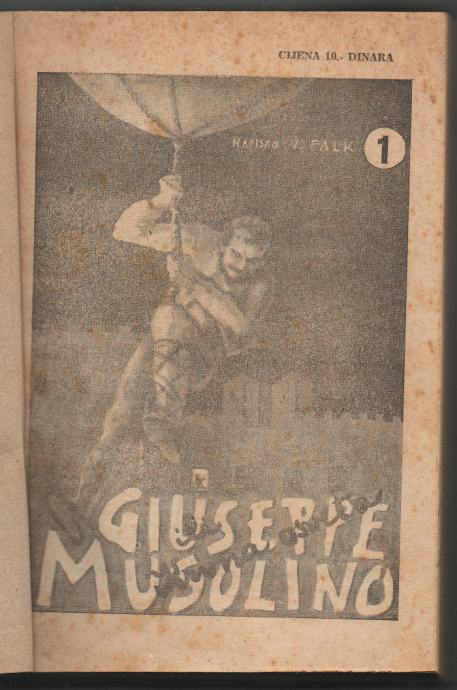 CIJENA 10.- DINARA
NAPISAO V. FALK
1
GIUSEPPE
MUSOLINO